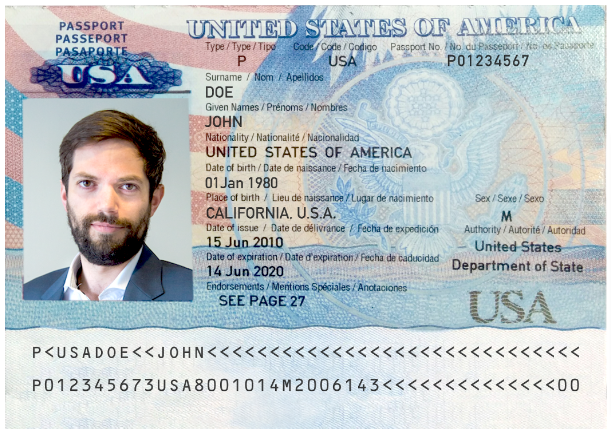 PASSPORT
PASSEPORT
PASAPORTE
USA
UNITED STATES OF AMERICA
Type / Type / Tipo Code / Code / Codigo Passport No. / No. du Passeport / No. de Pasaporte
P USA P01234567
Surname / Nom / Apellidos
DOE
Given Names / Prénoms / Nombres
JOHN
Nationality / Nationalité / Nacionalidad
UNITED STATES OF AMERICA
Date of birth / Date de naissance / Fecha de nacimiento
01 Jan 1980
Place of birth / Lieu de naissance / Lugar de nacimiento Sex / Sexe / Sexo
CALIFORNIA. U.S.A. M
Date of issue / Date de délivrance / Fecha de expedición Authority / Autorité / Autoridad
15 Jun 2010 United States
Date of expiration / Date d'expiration / Fecha de caducidad Department of State
14 Jun 2020
Endorsements / Mentions Spéciales / Anotaciones
SEE PAGE 27 USA
P<USADOE<<JOHN<<<<<<<<<<<<<<<<<<<<<<<<<<<<<<
P012345673USA8001014M2006143<<<<<<<<<<<<<<00